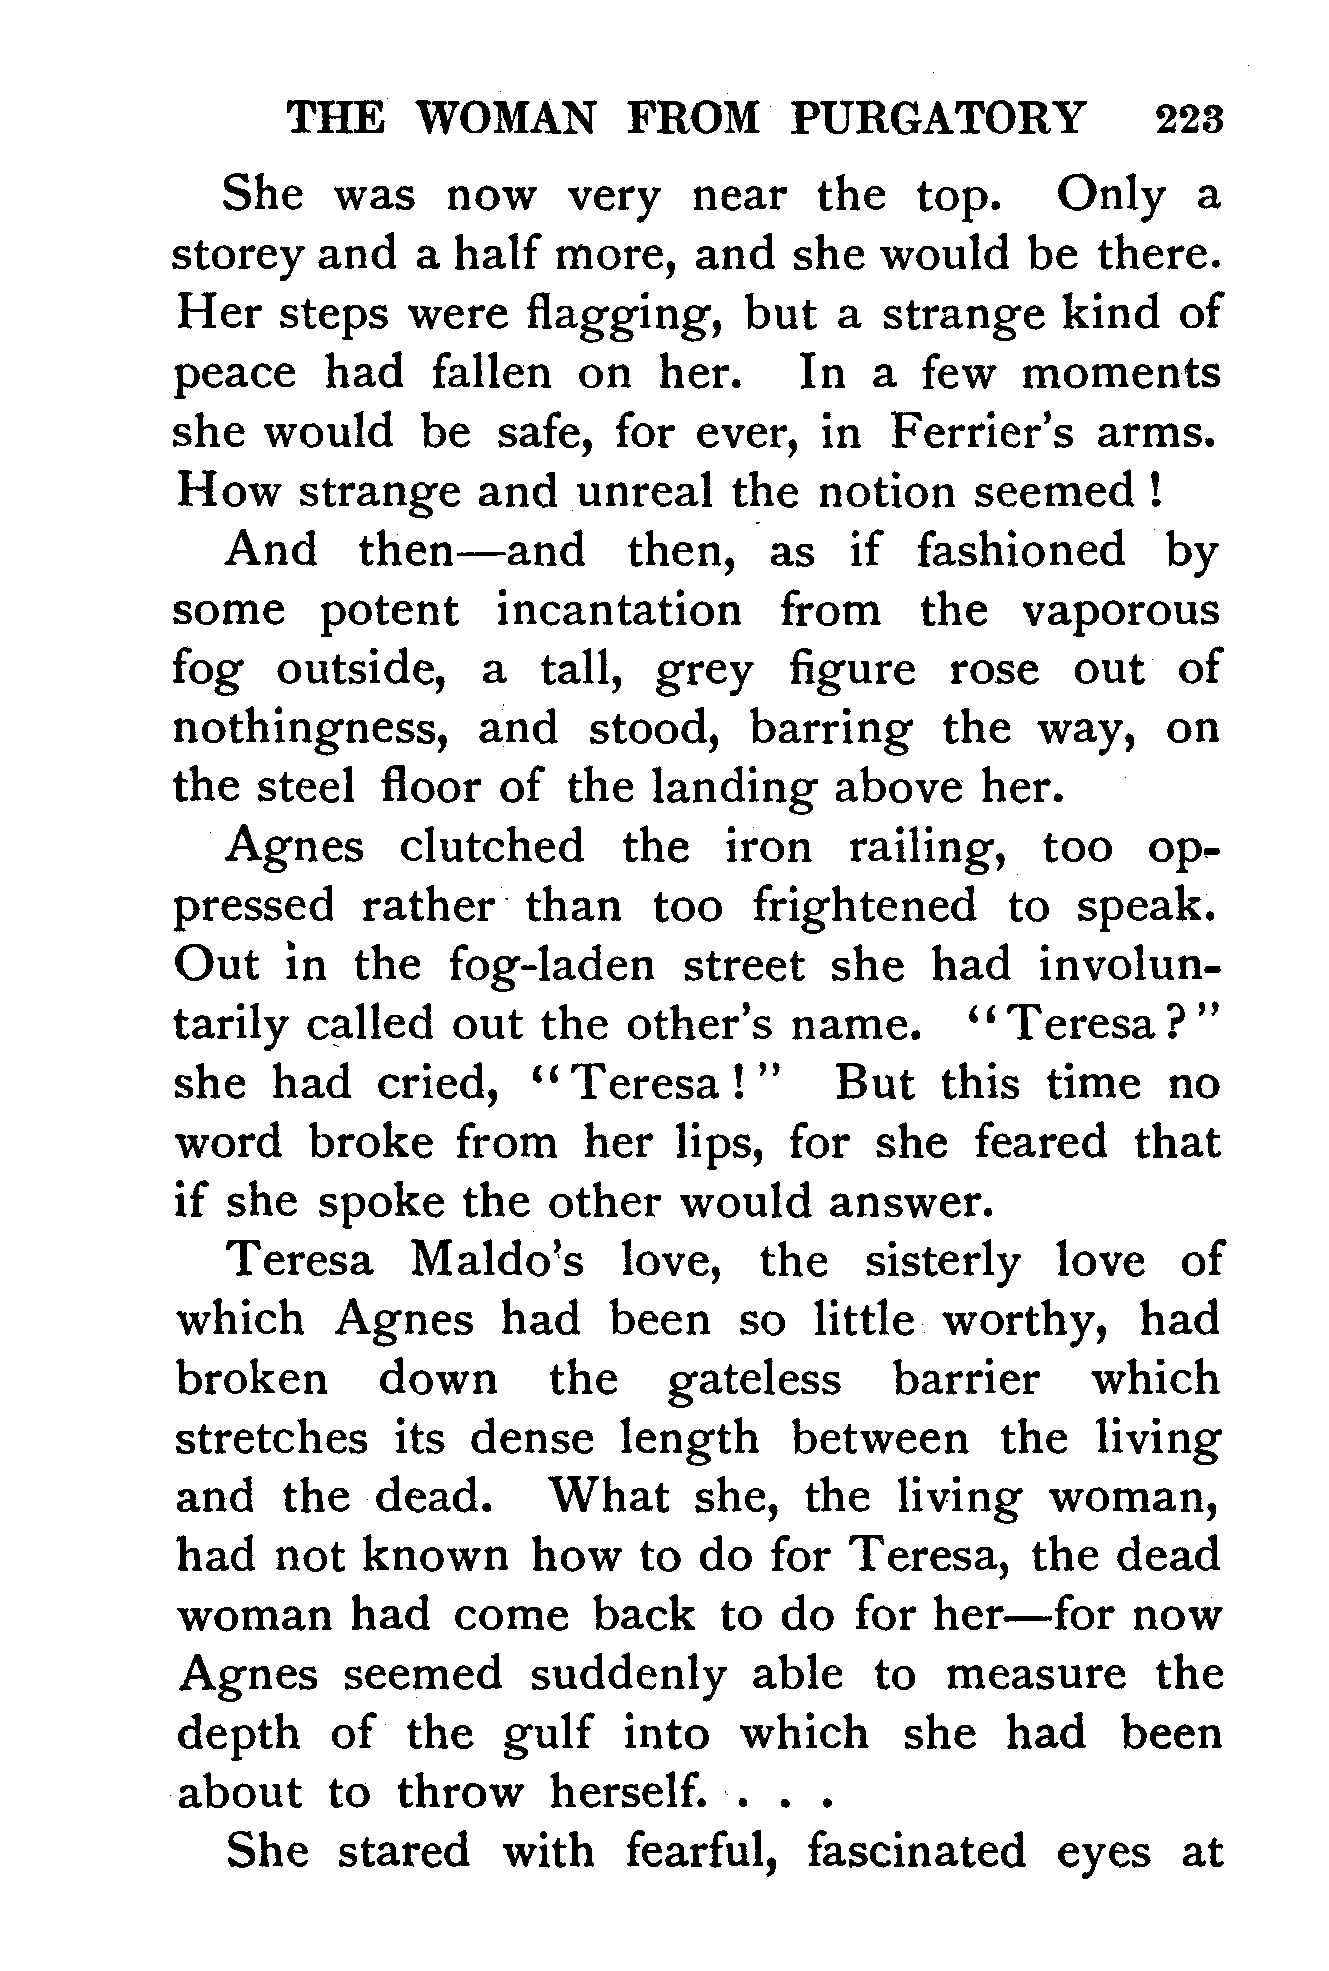 THE WOMAN FROM PURGATORY 223
She was now very near the top. Only a
storey and a half more, and she would be there.
Her steps were flagging, but a strange kind of
peace had fallen on her. In a few moments
she would be safe, for ever, in Ferrier's arms.
How strange and unreal the notion seemed !
And then—and then, as if fashioned by
some potent incantation from the vaporous
fog outside, a tall, grey figure rose out of
nothingness, and stood, barring the way, on
the steel floor of the landing above her.
Agnes clutched the iron railing, too op-
pressed rather than too frightened to speak.
Out in the fog-laden street she had involun-
tarily called out the other's name. “Teresa?”
she had cried, “Teresa!” But this time no
word broke from her lips, for she feared that
if she spoke the other would answer.
Teresa Maldo's love, the sisterly love of
which Agnes had been so little worthy, had
broken down the gateless barrier which
stretches its dense length between the living
and the dead. What she, the living woman,
had not known how to do for Teresa, the dead
woman had come back to do for her—for now
Agnes seemed suddenly able to measure the
depth of the gulf into which she had been
about to throw herself. . . .
She stared with fearful, fascinated eyes at